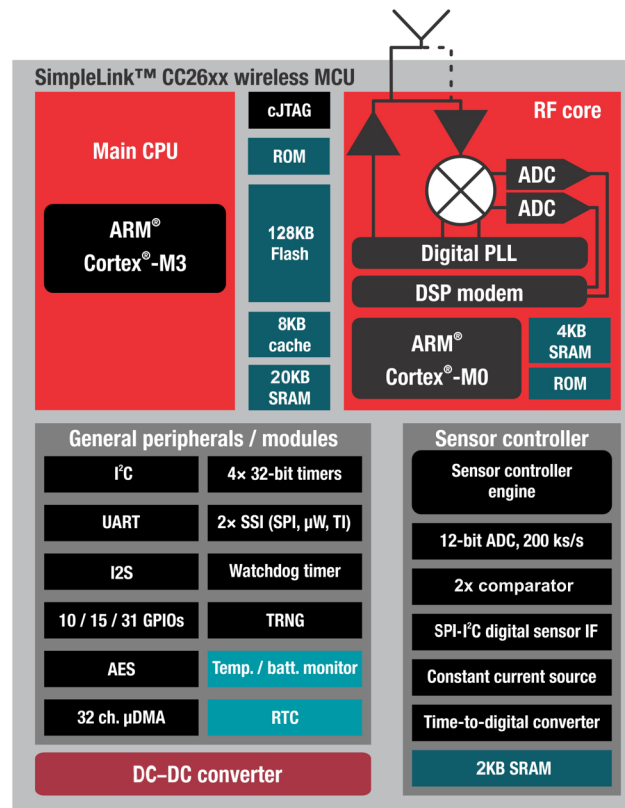 SimpleLink™ CC26xx wireless MCU
Main CPU
ARM®
Cortex®-M3
cJTAG
ROM
128KB
Flash
8KB
cache
20KB
SRAM
RF core
ADC
ADC
Digital PLL
DSP modem
ARM®
Cortex®-M0
4KB
SRAM
ROM
General peripherals / modules
I²C
4× 32-bit timers
UART
2× SSI (SPI, µW, TI)
I2S
Watchdog timer
10 / 15 / 31 GPIOs
TRNG
AES
Temp. / batt. monitor
32 ch. µDMA
RTC
DC–DC converter
Sensor controller
Sensor controller
engine
12-bit ADC, 200 ks/s
2x comparator
SPI-I²C digital sensor IF
Constant current source
Time-to-digital converter
2KB SRAM